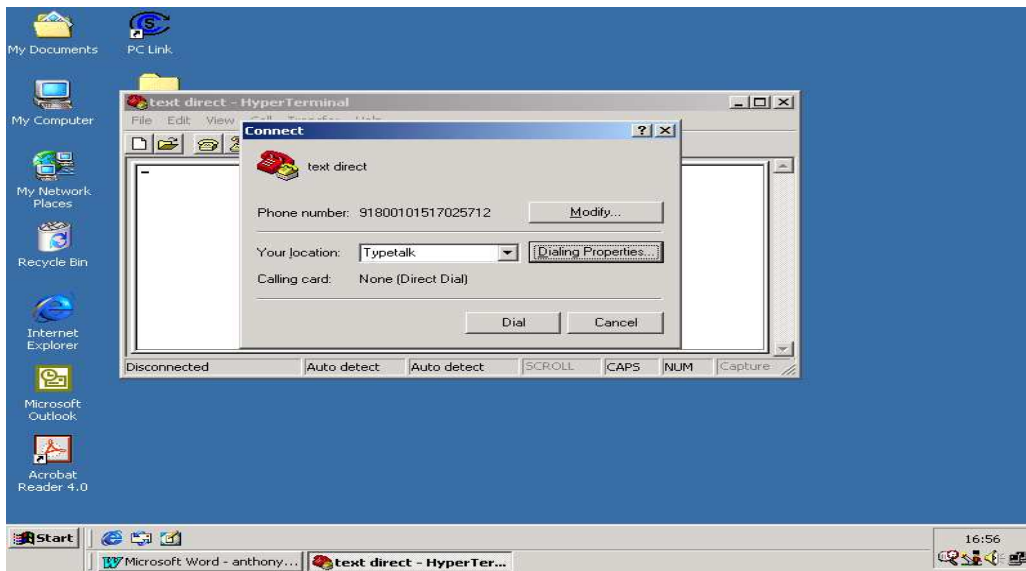 My Documents
PC Link
My Computer
My Network
Places
Recycle Bin
Internet
Explorer
Microsoft
Outlook
Acrobat
Reader 4.0
text direct - HyperTerminal
File Edit View Call Transfer Help
Connect
text direct
Phone number: 91800101517025712
Modify...
Your location: Typetalk
Dialing Properties...
Calling card: None (Direct Dial)
Dial
Cancel
Disconnected Auto detect Auto detect SCROLL CAPS NUM Capture
Start
16:56
Microsoft Word - anthony...
text direct - HyperTer...